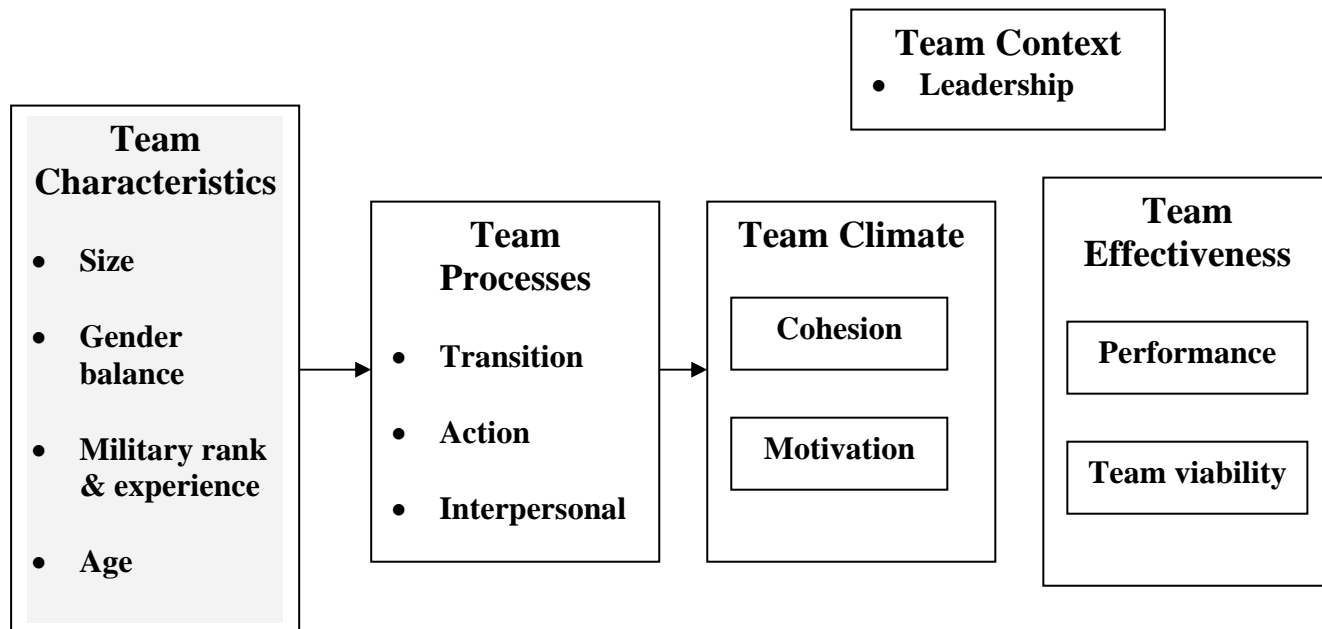 Team Context
• Leadership
Team
Characteristics
• Size
• Gender
balance
• Military rank
& experience
• Age
Team
Processes
• Transition
• Action
• Interpersonal
Team Climate
Cohesion
Motivation
Team
Effectiveness
Performance
Team viability